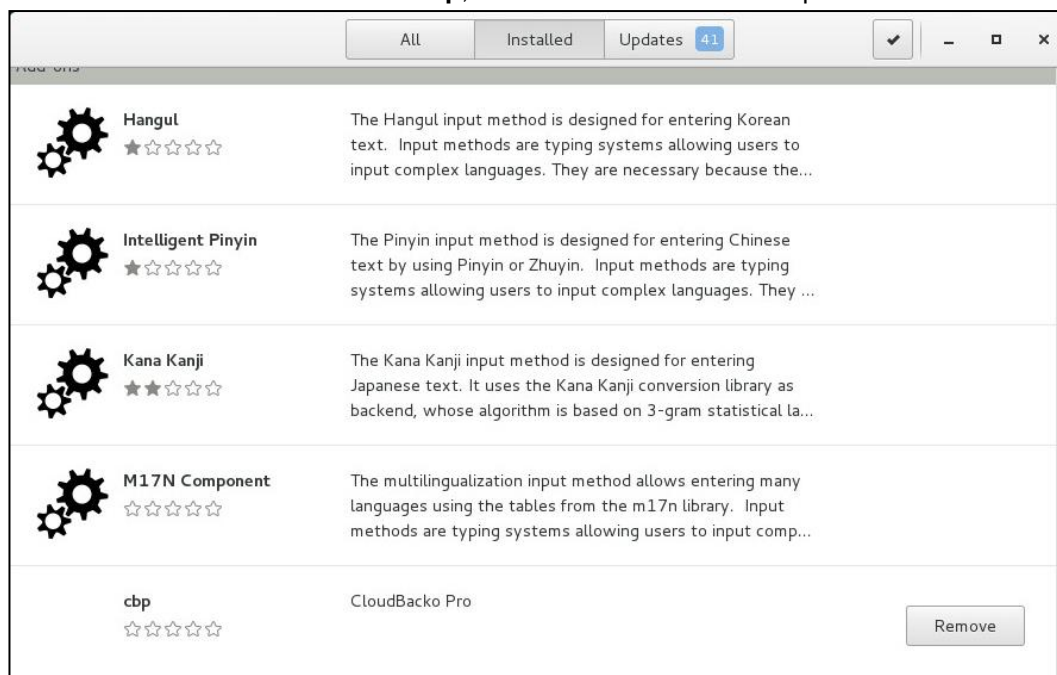 All Installed Updates 41
Add-ons
Hangul
The Hangul input method is designed for entering Korean
text. Input methods are typing systems allowing users to
input complex languages. They are necessary because the...
Intelligent Pinyin
The Pinyin input method is designed for entering Chinese
text by using Pinyin or Zhuyin. Input methods are typing
systems allowing users to input complex languages. They ...
Kana Kanji
The Kana Kanji input method is designed for entering
Japanese text. It uses the Kana Kanji conversion library as
backend, whose algorithm is based on 3-gram statistical la...
M17N Component
The multilingualization input method allows entering many
languages using the tables from the m17n library. Input
methods are typing systems allowing users to input comp...
cbp
CloudBacko Pro
Remove